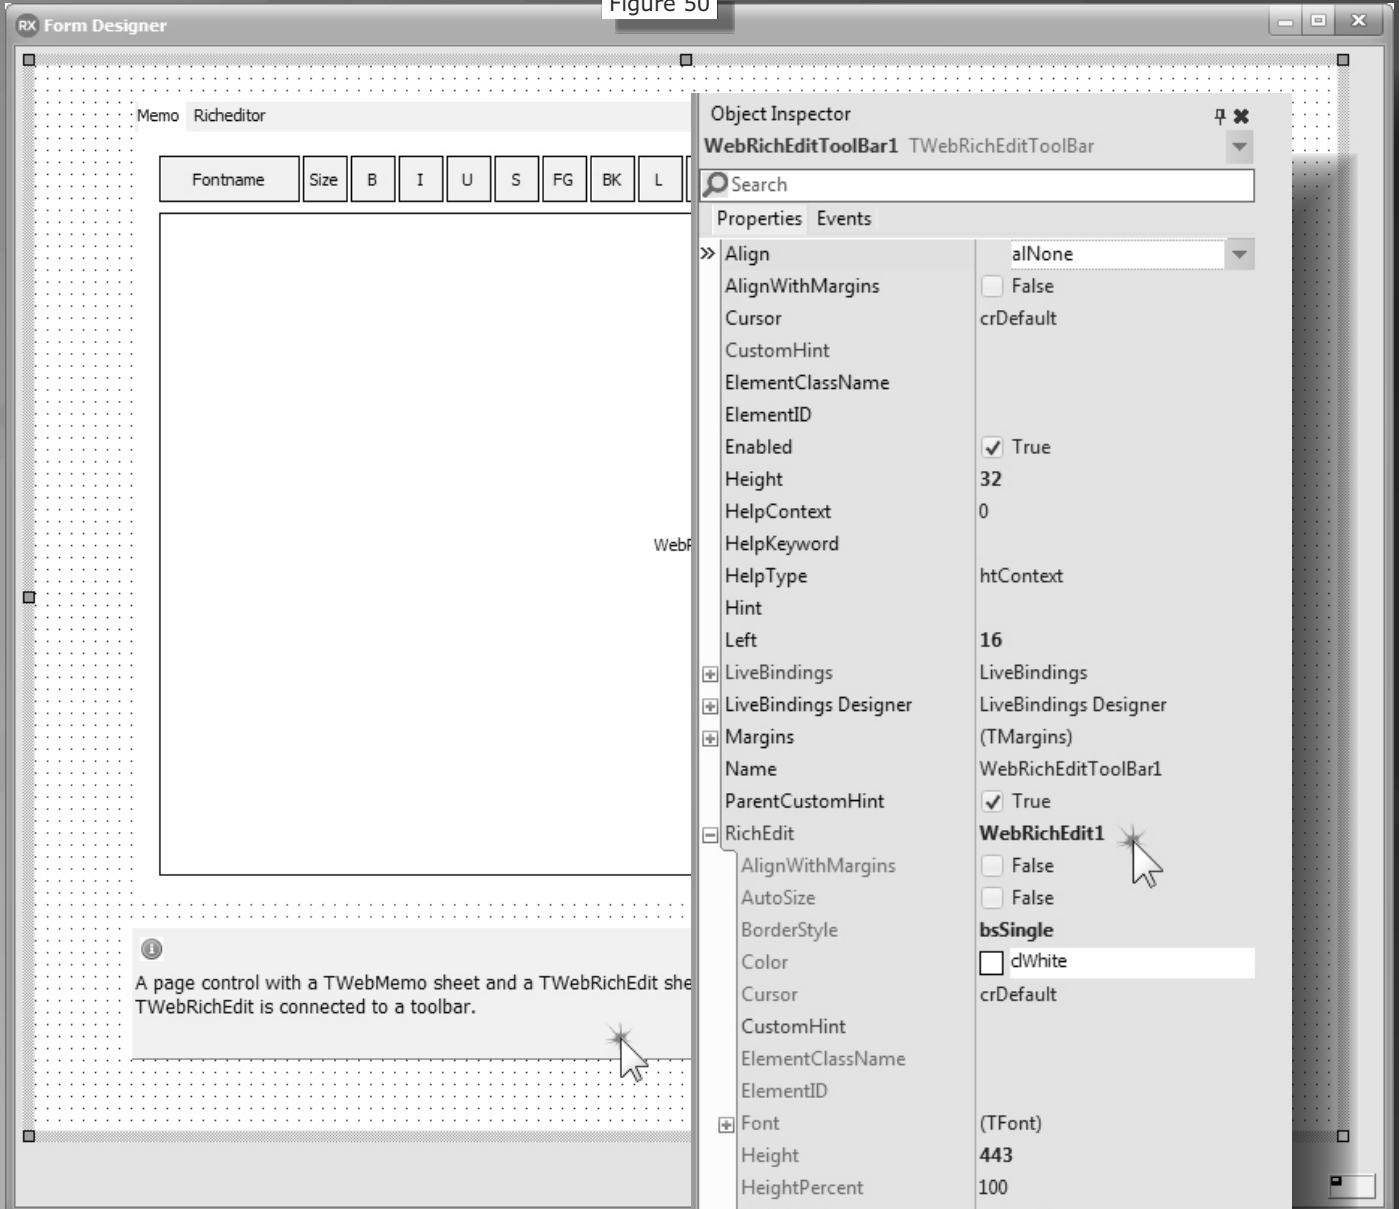 Figure 50
RX Form Designer
Memo Richeditor
Fontname Size B I U S FG BK L
WebR
A page control with a TWebMemo sheet and a TWebRichEdit she
TWebRichEdit is connected to a toolbar.
Object Inspector
WebRichEditToolBar1 TWebRichEditToolBar
Search
Properties Events
Align alNone
AlignWithMargins False
Cursor crDefault
CustomHint
ElementClassName
ElementID
Enabled True
Height 32
HelpContext 0
HelpKeyword
HelpType htContext
Hint
Left 16
LiveBindings LiveBindings
LiveBindings Designer LiveBindings Designer
Margins (TMargins)
Name WebRichEditToolBar1
ParentCustomHint True
RichEdit WebRichEdit1
AlignWithMargins False
AutoSize False
BorderStyle bsSingle
Color clWhite
Cursor crDefault
CustomHint
ElementClassName
ElementID
Font (TFont)
Height 443
HeightPercent 100